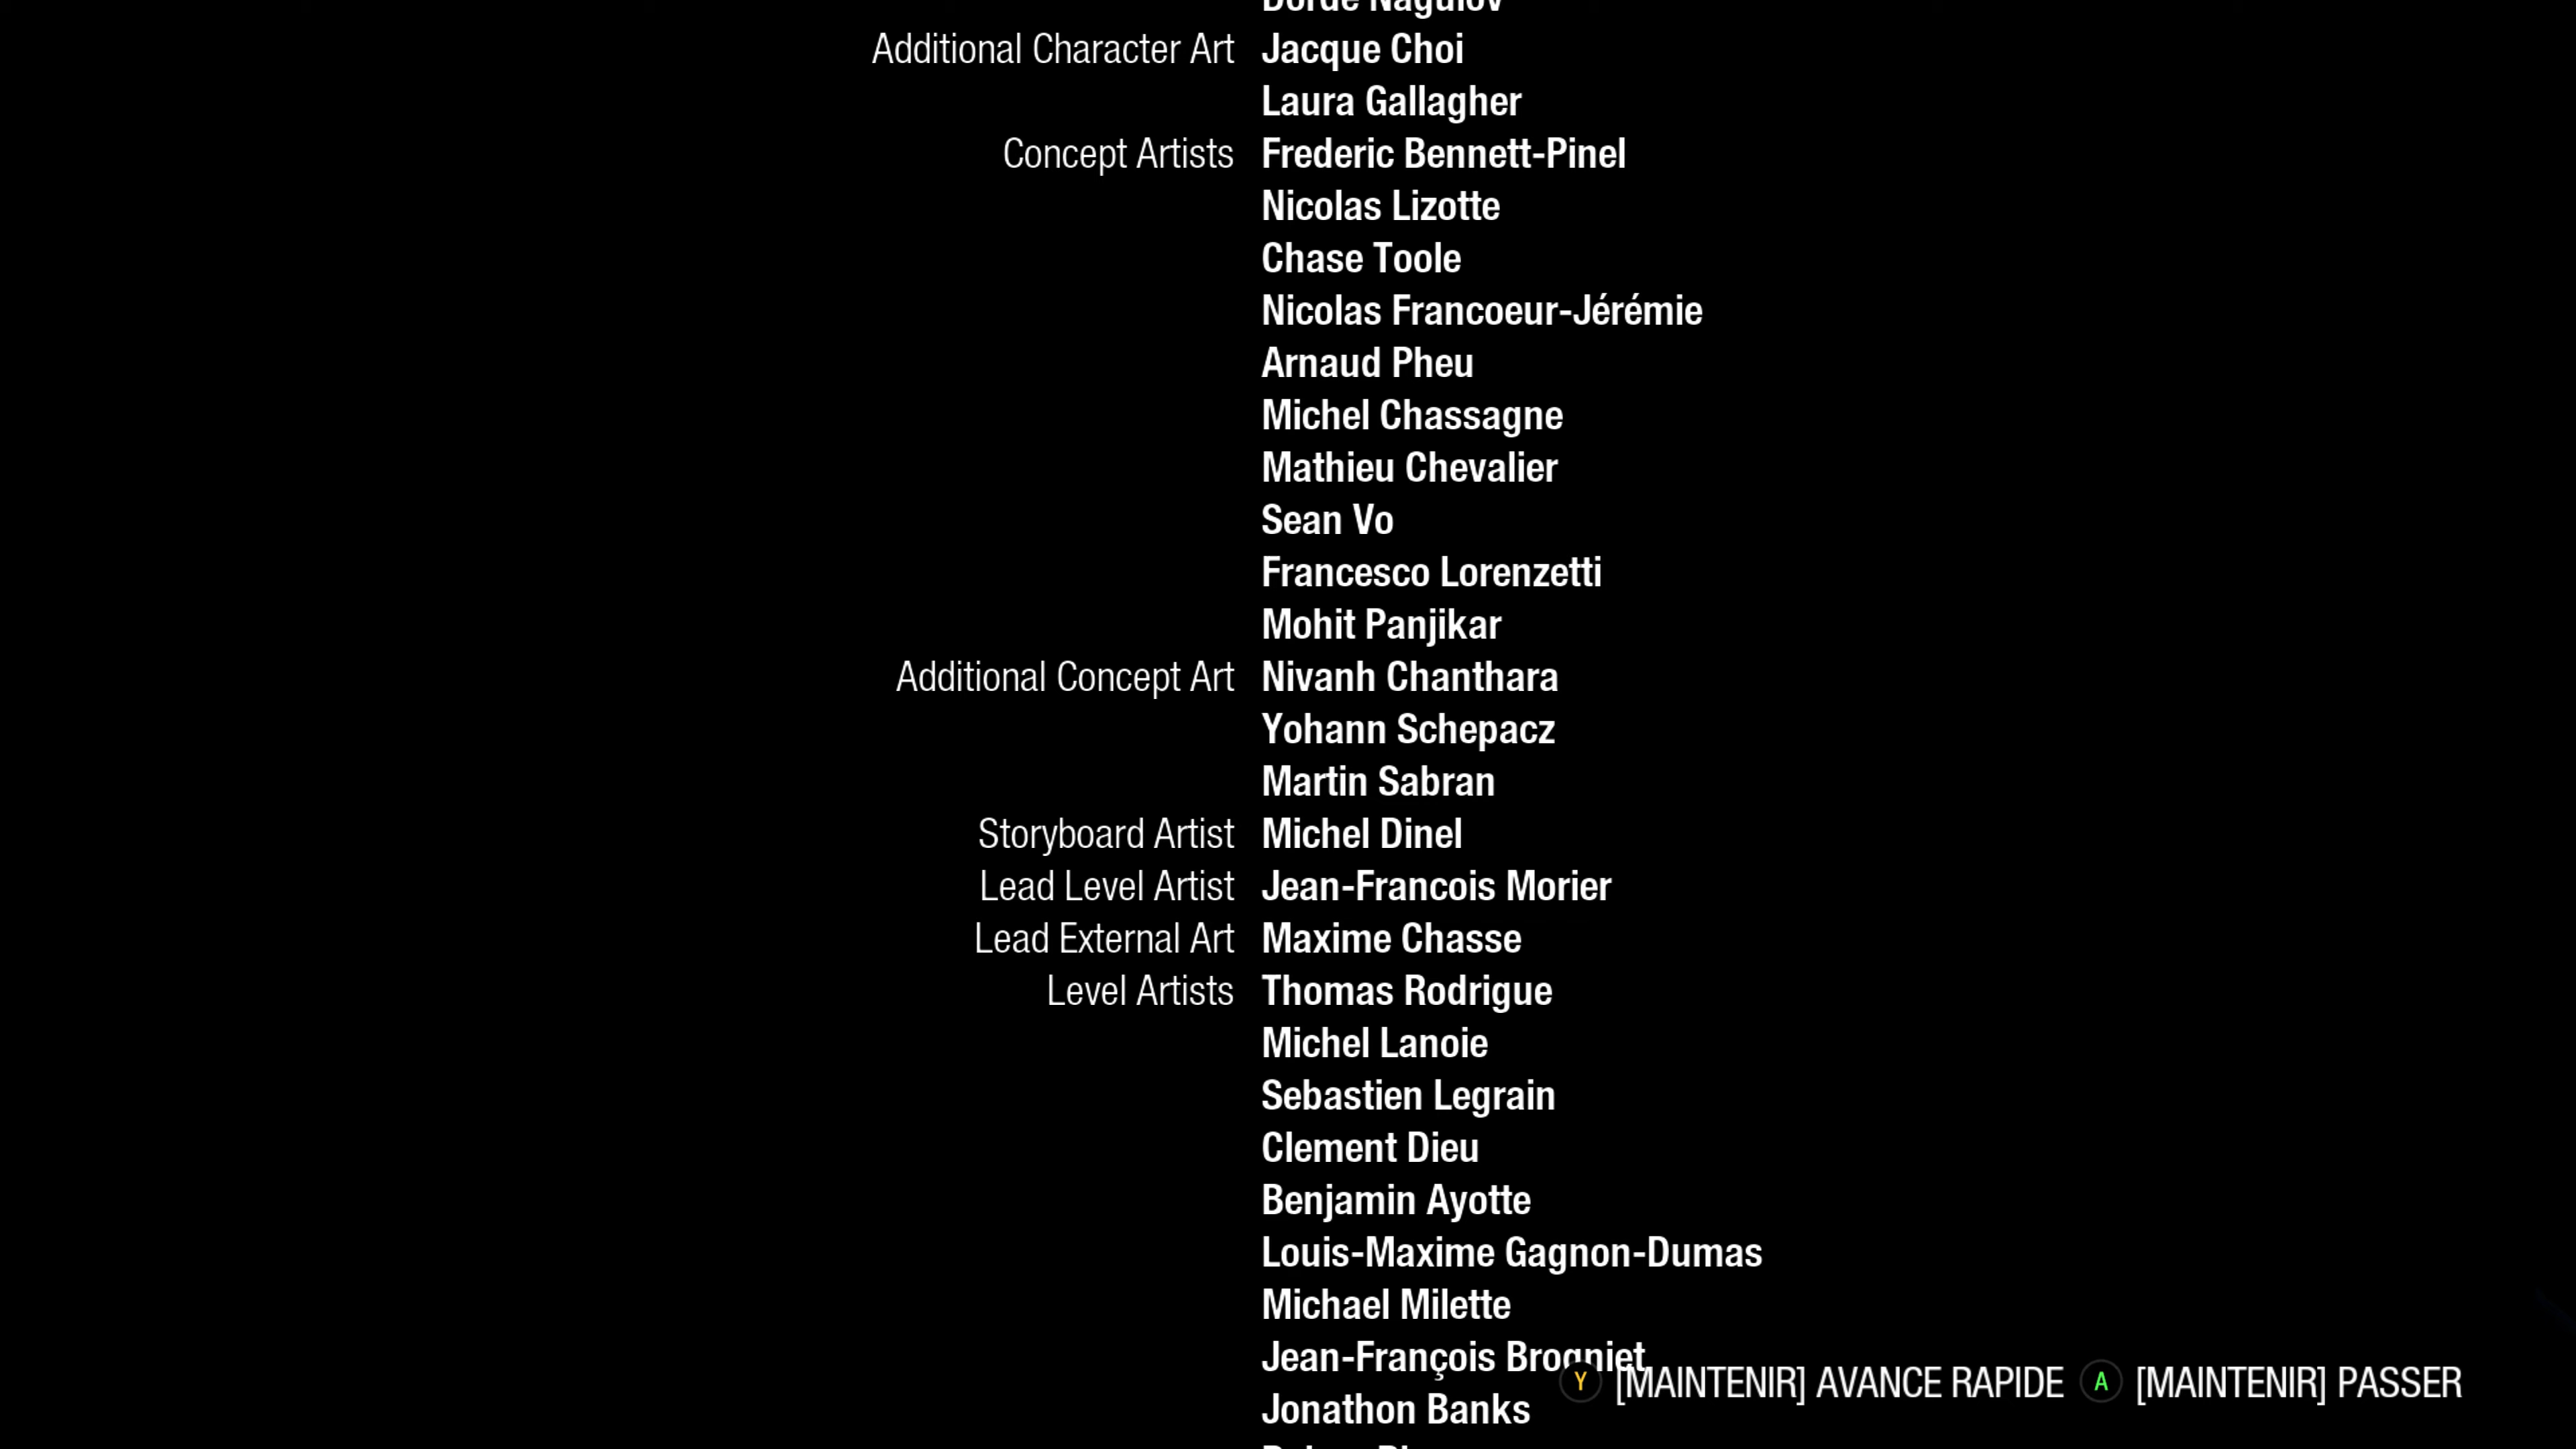 Additional Character Art Jacque Choi
Laura Gallagher
Concept Artists Frederic Bennett-Pinel
Nicolas Lizotte
Chase Toole
Nicolas Francoeur-Jérémie
Arnaud Pheu
Michel Chassagne
Mathieu Chevalier
Sean Vo
Francesco Lorenzetti
Mohit Panjikar
Additional Concept Art Nivanh Chanthara
Yohann Schepacz
Martin Sabran
Storyboard Artist Michel Dinel
Lead Level Artist Jean-Francois Morier
Lead External Art Maxime Chasse
Level Artists Thomas Rodrigue
Michel Lanoie
Sebastien Legrain
Clement Dieu
Benjamin Ayotte
Louis-Maxime Gagnon-Dumas
Michael Milette
Jean-François Brogniet
Y [MAINTENIR] AVANCE RAPIDE A [MAINTENIR] PASSER
Jonathon Banks